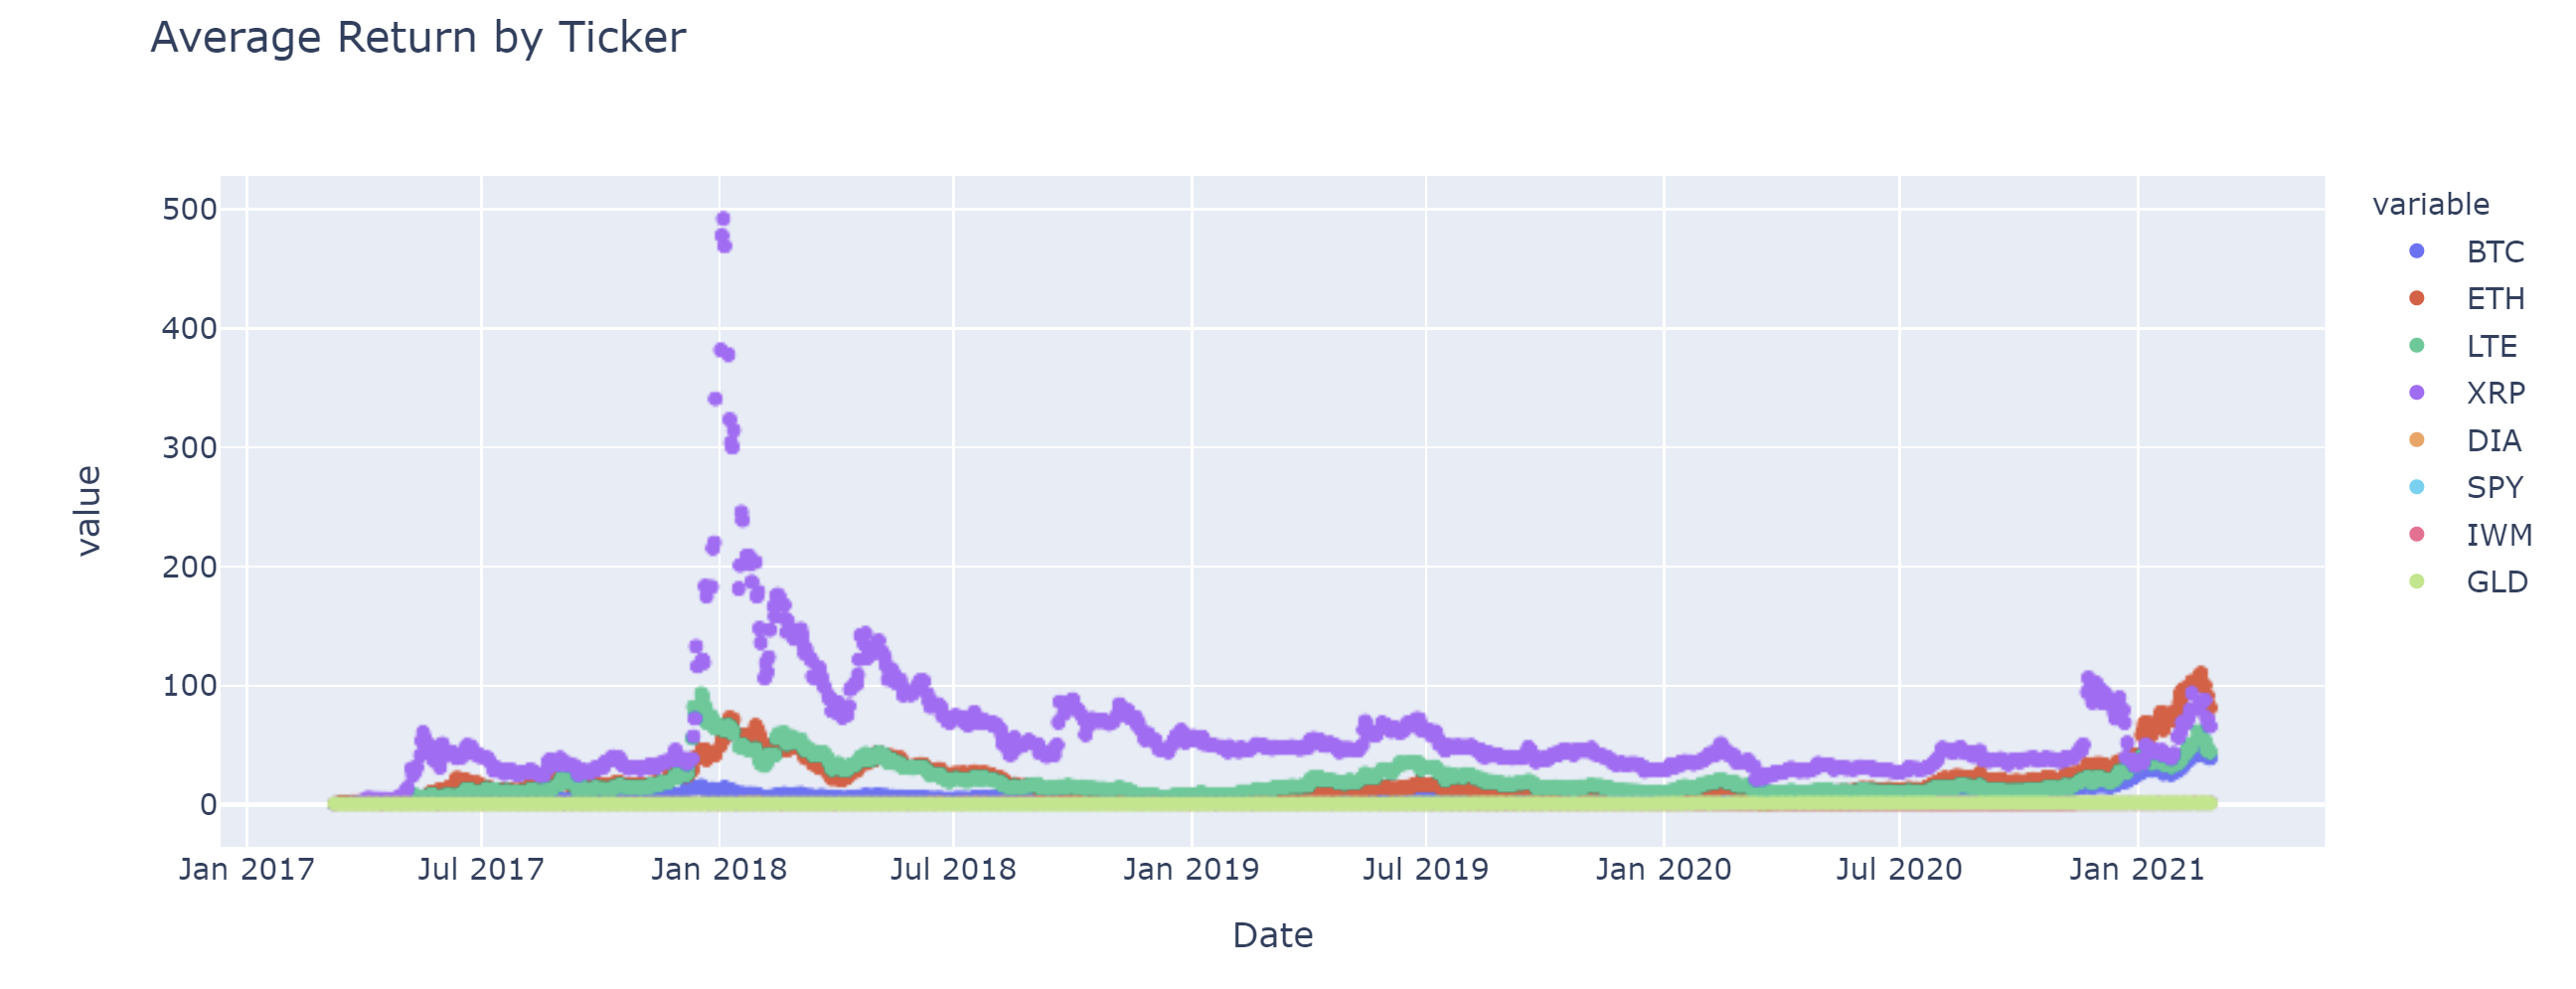 Average Return by Ticker
value
500
400
300
200
100
0
Jan 2017 Jul 2017 Jan 2018 Jul 2018 Jan 2019 Jul 2019 Jan 2020 Jul 2020 Jan 2021
Date
variable
BTC
ETH
LTE
XRP
DIA
SPY
IWM
GLD